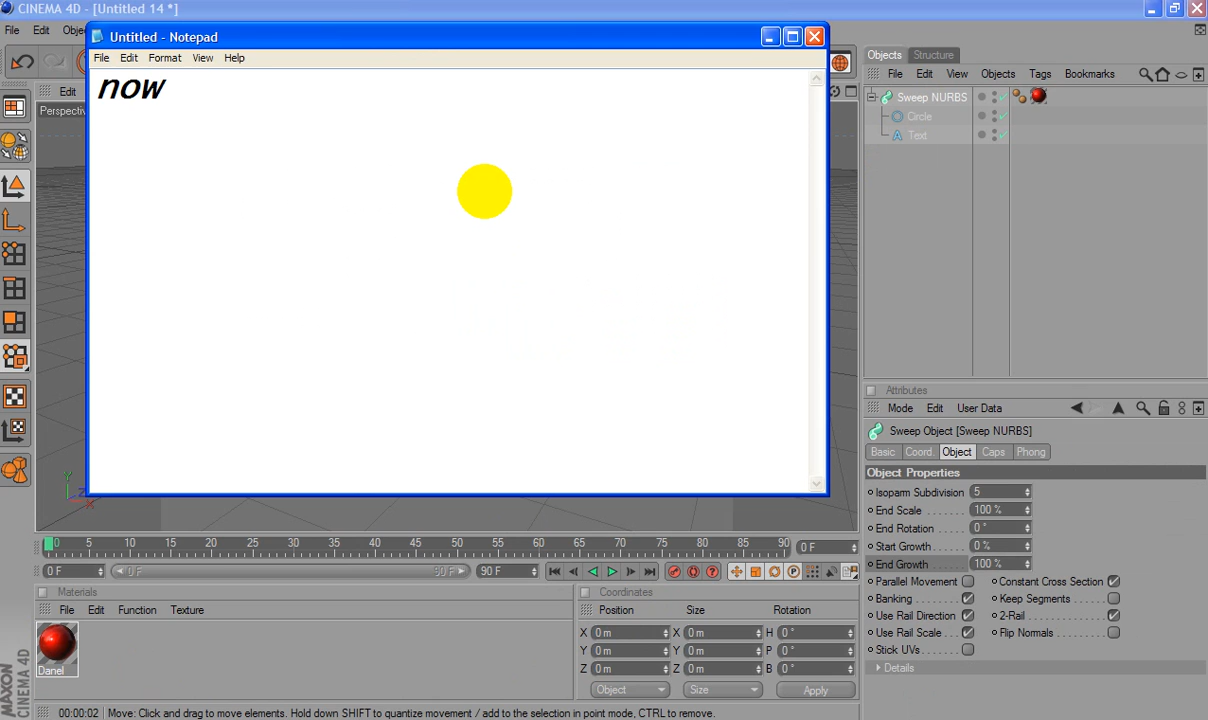 CINEMA 4D - [Untitled 14 *]
File Edit
Untitled - Notepad
File Edit Format View Help
now
Edit
Objects Structure
File Edit View Objects Tags Bookmarks
Sweep NURBS
Circle
Text
Attributes
Mode Edit User Data
Sweep Object [Sweep NURBS]
Basic Coord. Object Caps Phong
Object Properties
Isoparm Subdivision 5
End Scale 100 %
End Rotation 0 °
Start Growth 0 %
End Growth 100 %
Parallel Movement Constant Cross Section
Banking Keep Segments
Use Rail Direction 2-Rail
Use Rail Scale Flip Normals
Stick UVs
Details
Y
Z
X
0 5 10 15 20 25 30 35 40 45 50 55 60 65 70 75 80 85 90 0 F
0 F 0 F 90 F 90 F
Materials
File Edit Function Texture
Danel
Coordinates
Position Size Rotation
X 0 m X 0 m H 0 °
Y 0 m Y 0 m P 0 °
Z 0 m Z 0 m B 0 °
Object Size Apply
MAXON
CINEMA 4D
00:00:02 Move: Click and drag to move elements. Hold down SHIFT to quantize movement / add to the selection in point mode, CTRL to remove.